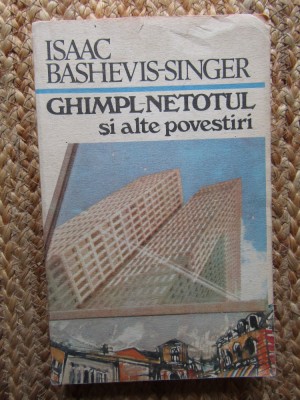 ISAAC
BASHEVIS-SINGER
GHIMPL-NETOTUL
și alte povestiri